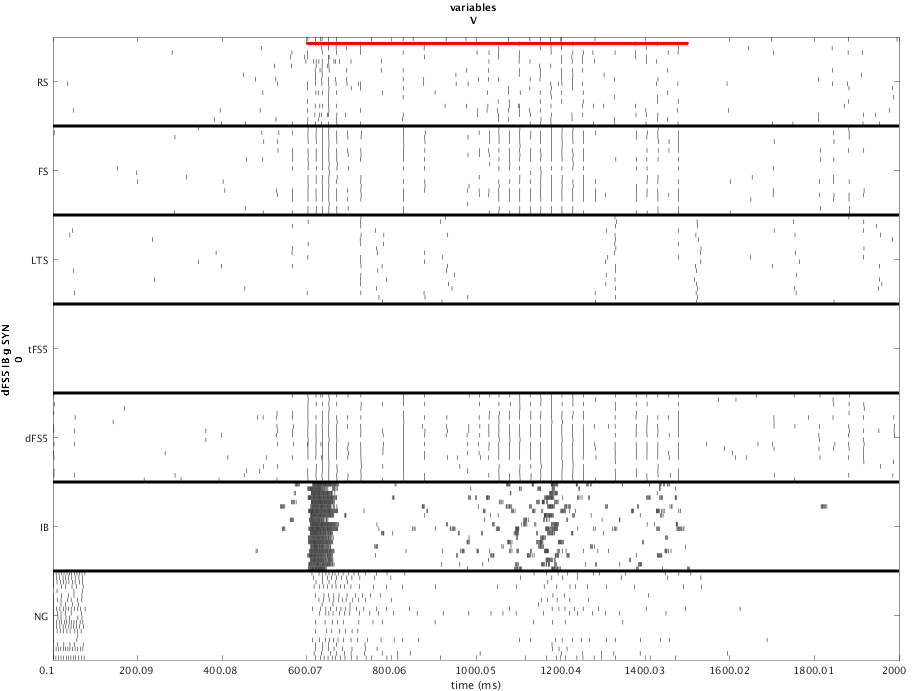 variables
V
RS
FS
LTS
tFS5
dFS5
IB
NG
dFS5 IB g SYN
0
0.1 200.09 400.08 600.07 800.06 1000.05 1200.04 1400.03 1600.02 1800.01 2000
time (ms)